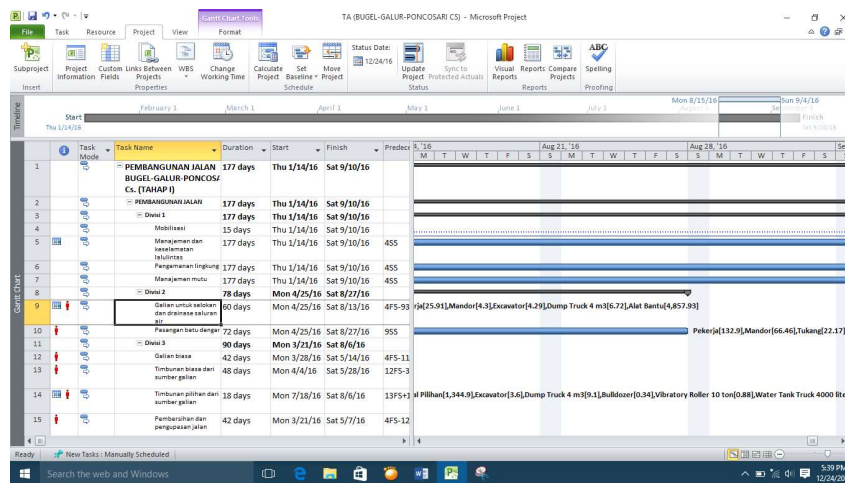 Gantt Chart Tools
TA (BUGEL-GALUR-PONCOSARI CS) - Microsoft Project
File Task Resource Project View Format
Status Date:
12/24/16
Subproject
Project Information
Custom Fields
Links Between Projects
WBS
Change Working Time
Calculate Project
Set Baseline
Move Project
Update Project
Sync to Protected Actuals
Visual Reports
Reports
Compare Projects
ABC
Spelling
Insert Properties Schedule Status Reports Proofing
Mon 8/15/16 Sun 9/4/16
February 1 March 1 April 1 May 1 June 1 July 1
Timeline
Start
Thu 1/14/16
Finish
Sat 9/10/16
Task Mode Task Name Duration Start Finish Predece
4, '16 Aug 21, '16 Aug 28, '16 Se
M T W T F S S M T W T F S S M T W T F S
1 PEMBANGUNAN JALAN 177 days Thu 1/14/16 Sat 9/10/16
BUGEL-GALUR-PONCOSA
Cs. (TAHAP I)
2 PEMBANGUNAN JALAN 177 days Thu 1/14/16 Sat 9/10/16
3 Divisi 1 177 days Thu 1/14/16 Sat 9/10/16
4 Mobilisasi 15 days Thu 1/14/16 Sat 9/10/16
5 Manajemen dan 177 days Thu 1/14/16 Sat 9/10/16 4SS
keselamatan
lalulintas
6 Pengamanan lingkung 177 days Thu 1/14/16 Sat 9/10/16 4SS
7 Manajemen mutu 177 days Thu 1/14/16 Sat 9/10/16 4SS
8 Divisi 2 78 days Mon 4/25/16 Sat 8/27/16
9 Galian untuk selokan 60 days Mon 4/25/16 Sat 8/13/16 4FS-93 rja[25.91],Mandor[4.3],Excavator[4.29],Dump Truck 4 m3[6.72],Alat Bantu[4,857.93]
dan drainase saluran
air
10 Pasangan batu dengar 72 days Mon 4/25/16 Sat 8/27/16 9SS Pekerja[132.9],Mandor[66.46],Tukang[22.17]
11 Divisi 3 90 days Mon 3/21/16 Sat 8/6/16
12 Galian biasa 42 days Mon 3/28/16 Sat 5/14/16 4FS-11
13 Timbunan biasa dari 48 days Mon 4/4/16 Sat 5/28/16 12FS-3
sumber galian
14 Timbunan pilihan dari 18 days Mon 7/18/16 Sat 8/6/16 13FS+1 al Pilihan[1,344.9],Excavator[3.6],Dump Truck 4 m3[9.1],Bulldozer[0.34],Vibratory Roller 10 ton[0.88],Water Tank Truck 4000 lite
sumber galian
15 Pembersihan dan 42 days Mon 3/21/16 Sat 5/7/16 4FS-12
pengupasan jalan
Gantt Chart
Ready New Tasks : Manually Scheduled
Search the web and Windows
5:39 PM